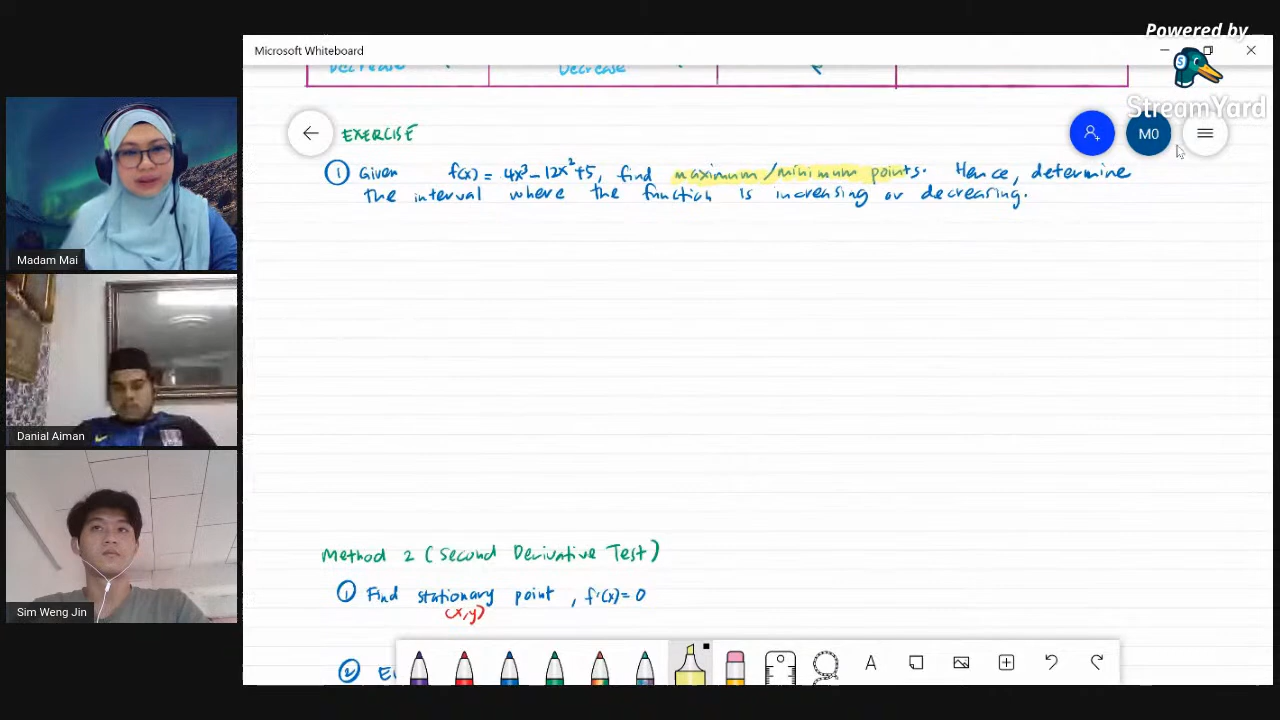 Powered by
StreamYard
Microsoft Whiteboard
Decrease
Decrease
EXERCISE
M0
① Given f(x) = 4x³ − 12x² + 5, find maximum / minimum points. Hence, determine
the interval where the function is increasing or decreasing.
Madam Mai
Danial Aiman
Sim Weng Jin
Method 2 (Second Derivative Test)
① Find stationary point, f'(x) = 0
(x,y)
②
A